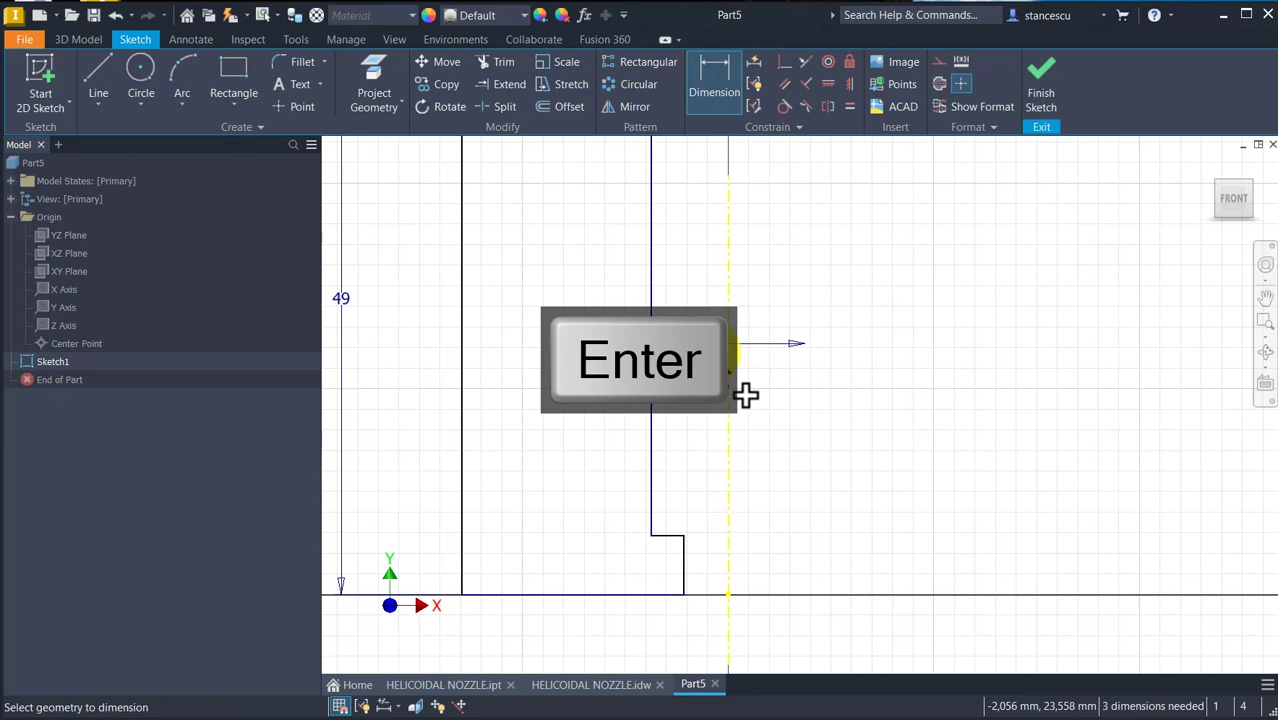 Material
Default
Part5
Search Help & Commands...
stancescu
File
3D Model
Sketch
Annotate
Inspect
Tools
Manage
View
Environments
Collaborate
Fusion 360
Start
2D Sketch
Line
Circle
Arc
Rectangle
Fillet
Text
Point
Project
Geometry
Move
Copy
Rotate
Trim
Extend
Split
Scale
Stretch
Offset
Rectangular
Circular
Mirror
Dimension
Image
Points
ACAD
Show Format
Finish
Sketch
Sketch
Create
Modify
Pattern
Constrain
Insert
Format
Exit
Model
Part5
Model States: [Primary]
View: [Primary]
Origin
YZ Plane
XZ Plane
XY Plane
X Axis
Y Axis
Z Axis
Center Point
Sketch1
End of Part
FRONT
49
Enter
Y
X
Home
HELICOIDAL NOZZLE.ipt
HELICOIDAL NOZZLE.idw
Part5
Select geometry to dimension
-2,056 mm, 23,558 mm
3 dimensions needed
1
4